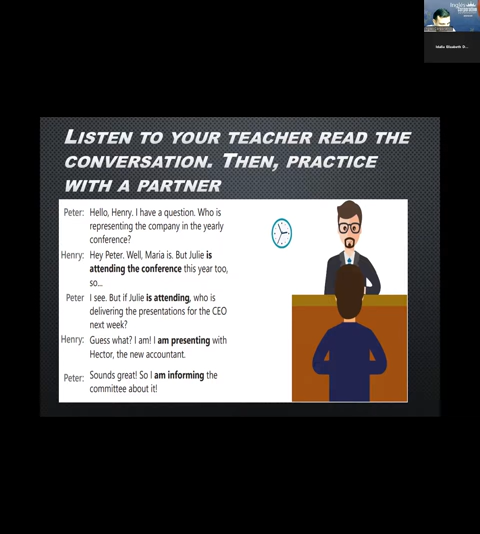 LISTEN TO YOUR TEACHER READ THE
CONVERSATION. THEN, PRACTICE
WITH A PARTNER
Peter: Hello, Henry. I have a question. Who is
representing the company in the yearly
conference?
Henry: Hey Peter. Well, Maria is. But Julie is
attending the conference this year too,
so...
Peter I see. But if Julie is attending, who is
delivering the presentations for the CEO
next week?
Henry: Guess what? I am! I am presenting with
Hector, the new accountant.
Peter: Sounds great! So I am informing the
committee about it!